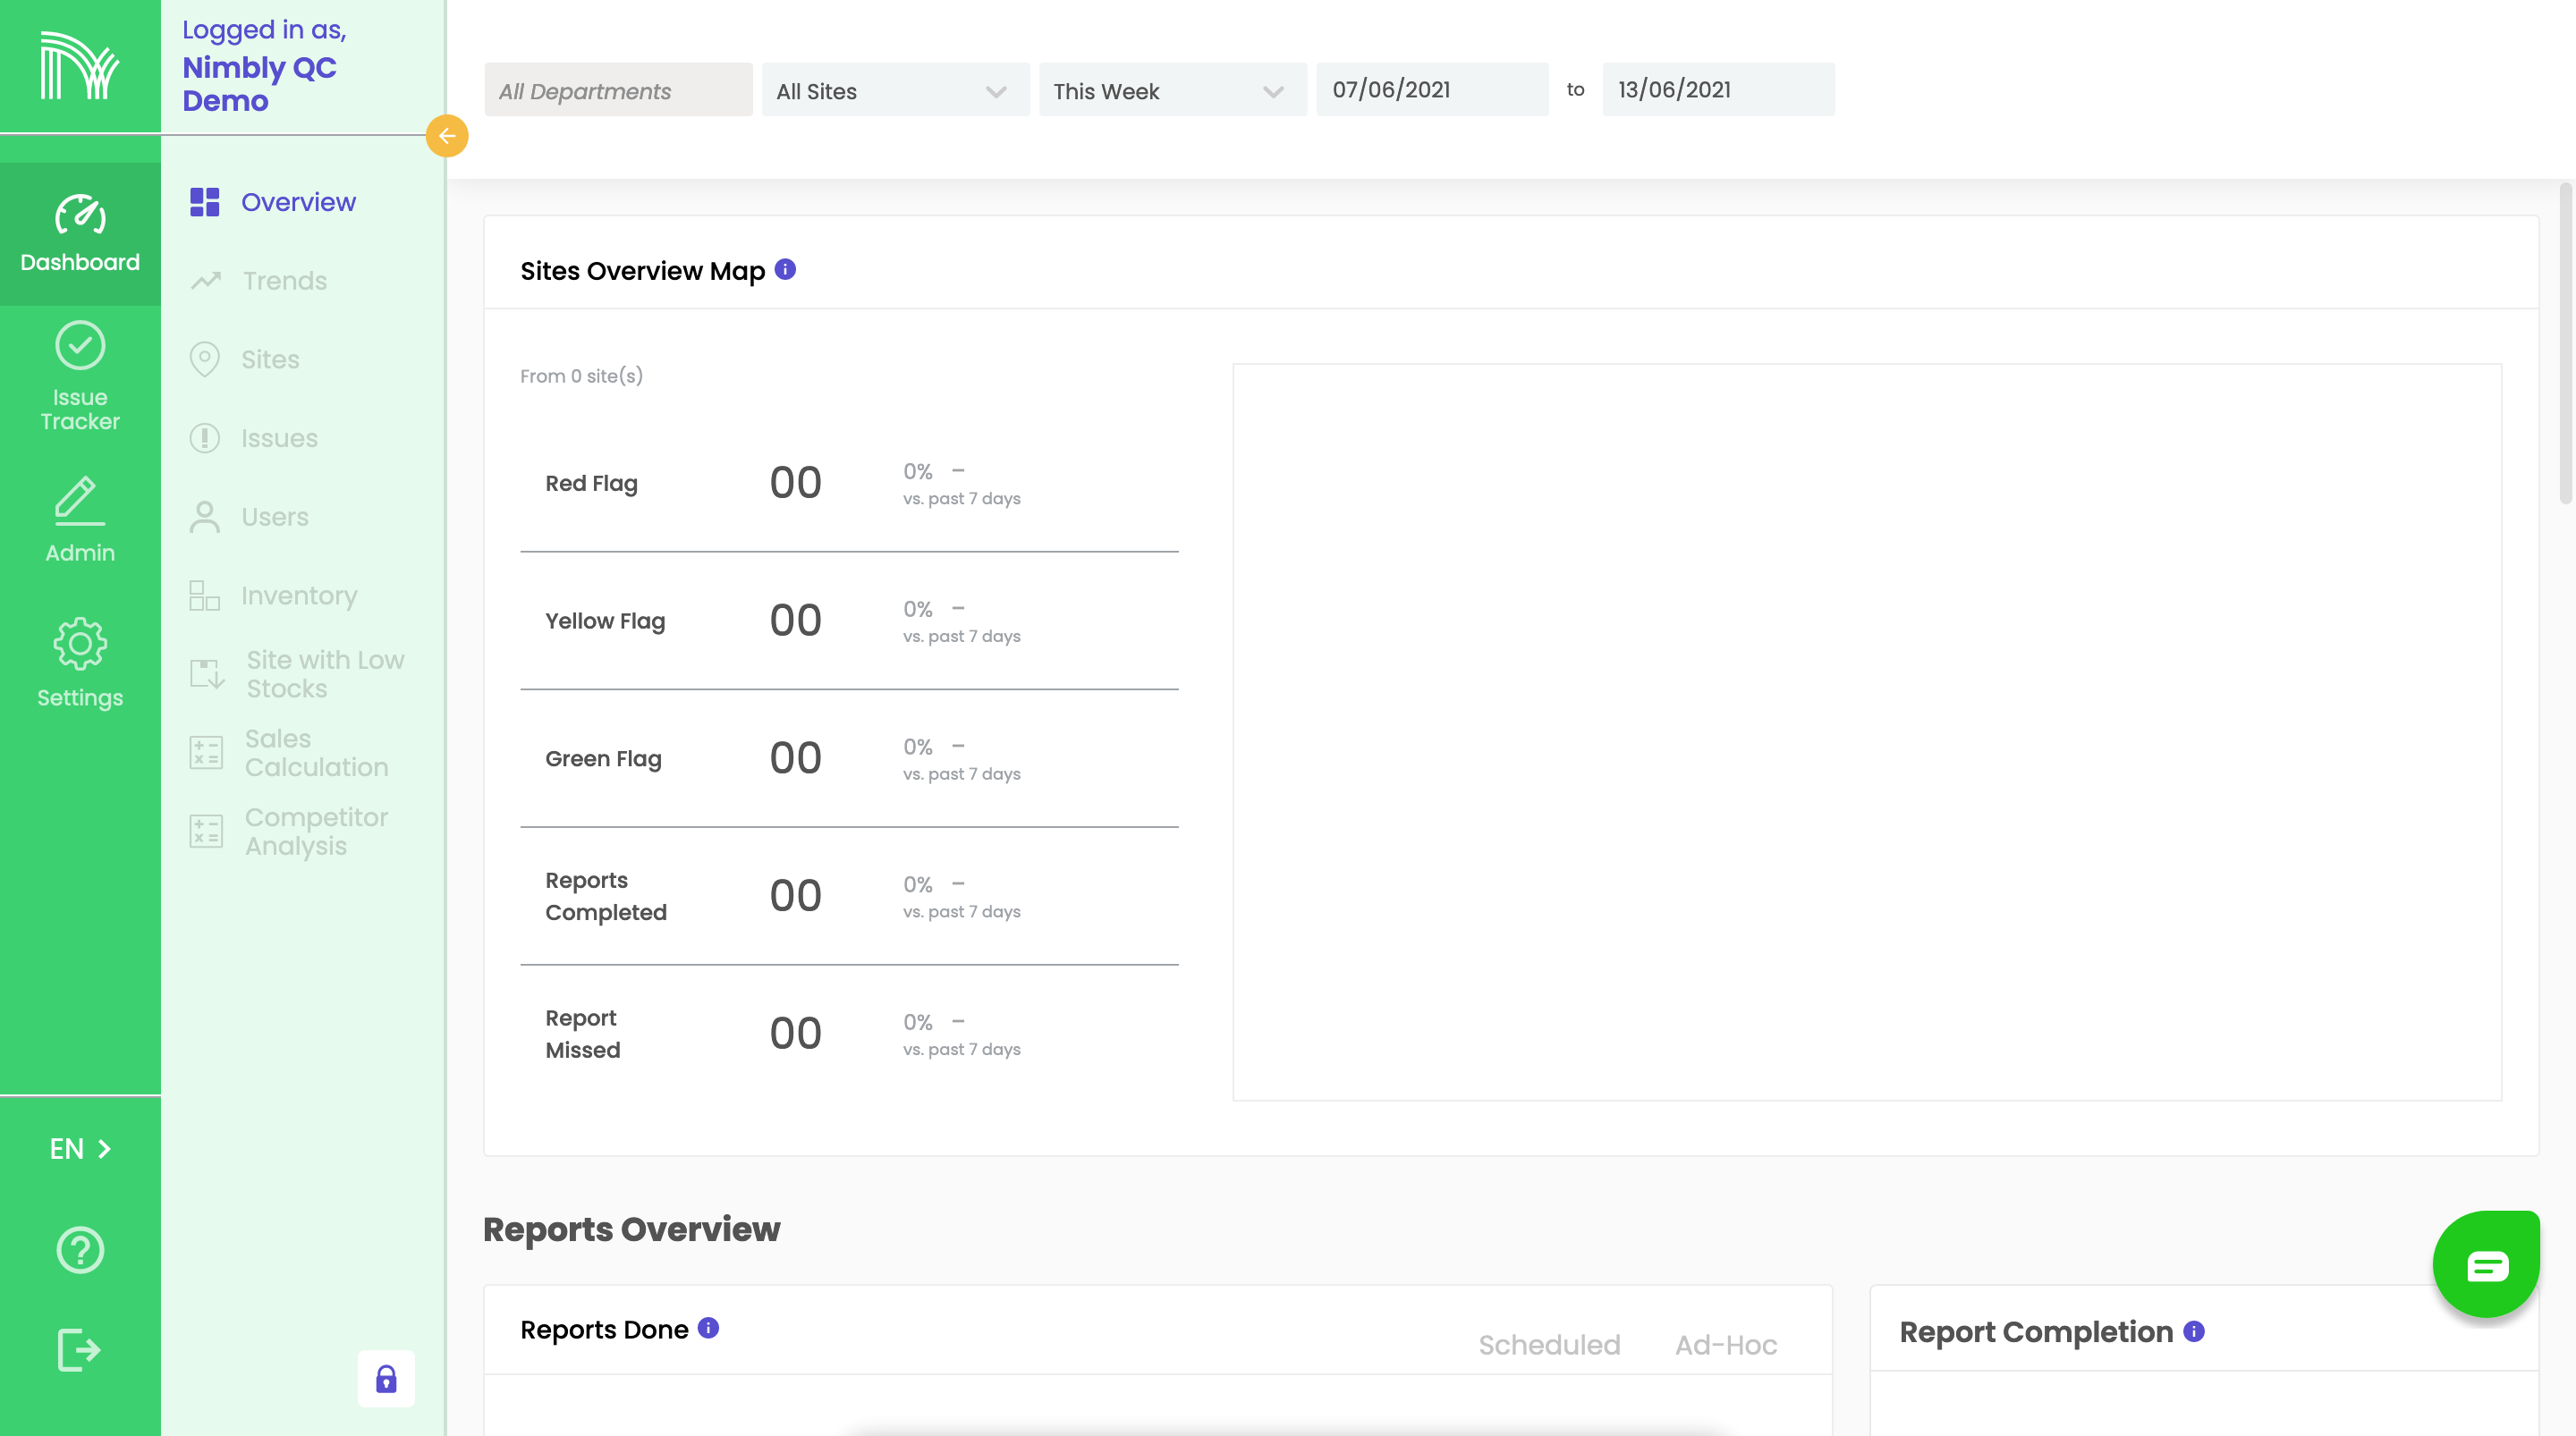 Logged in as,
Nimbly QC
Demo
Dashboard
Issue
Tracker
Admin
Settings
EN
Overview
Trends
Sites
Issues
Users
Inventory
Site with Low
Stocks
Sales
Calculation
Competitor
Analysis
All Departments
All Sites
This Week
07/06/2021
to
13/06/2021
Sites Overview Map
From 0 site(s)
Red Flag
00
0% –
vs. past 7 days
Yellow Flag
00
0% –
vs. past 7 days
Green Flag
00
0% –
vs. past 7 days
Reports
Completed
00
0% –
vs. past 7 days
Report
Missed
00
0% –
vs. past 7 days
Reports Overview
Reports Done
Scheduled
Ad-Hoc
Report Completion